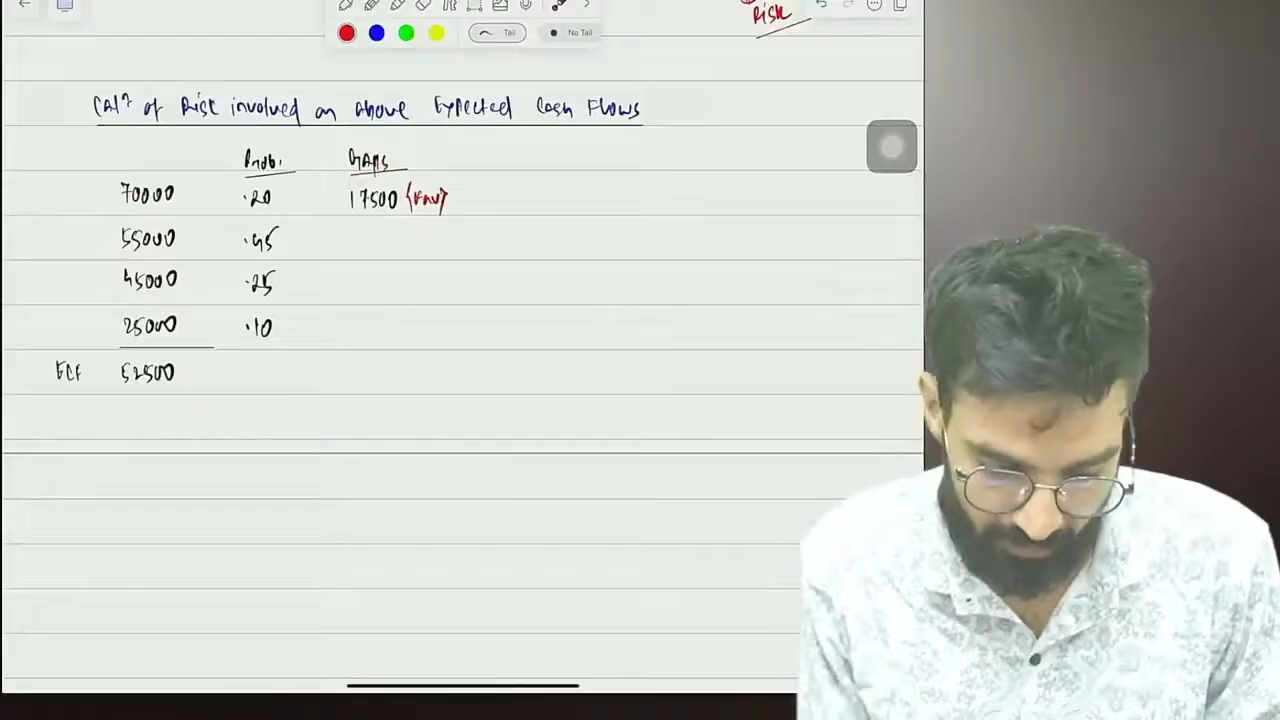 Risk
Tail
No Tail
Cal? of Risk involved on above Expected Cash Flows
Prob. Gaps
70000 .20 17500 {Fav}
55000 .45
45000 .25
25000 .10
ECF 52500